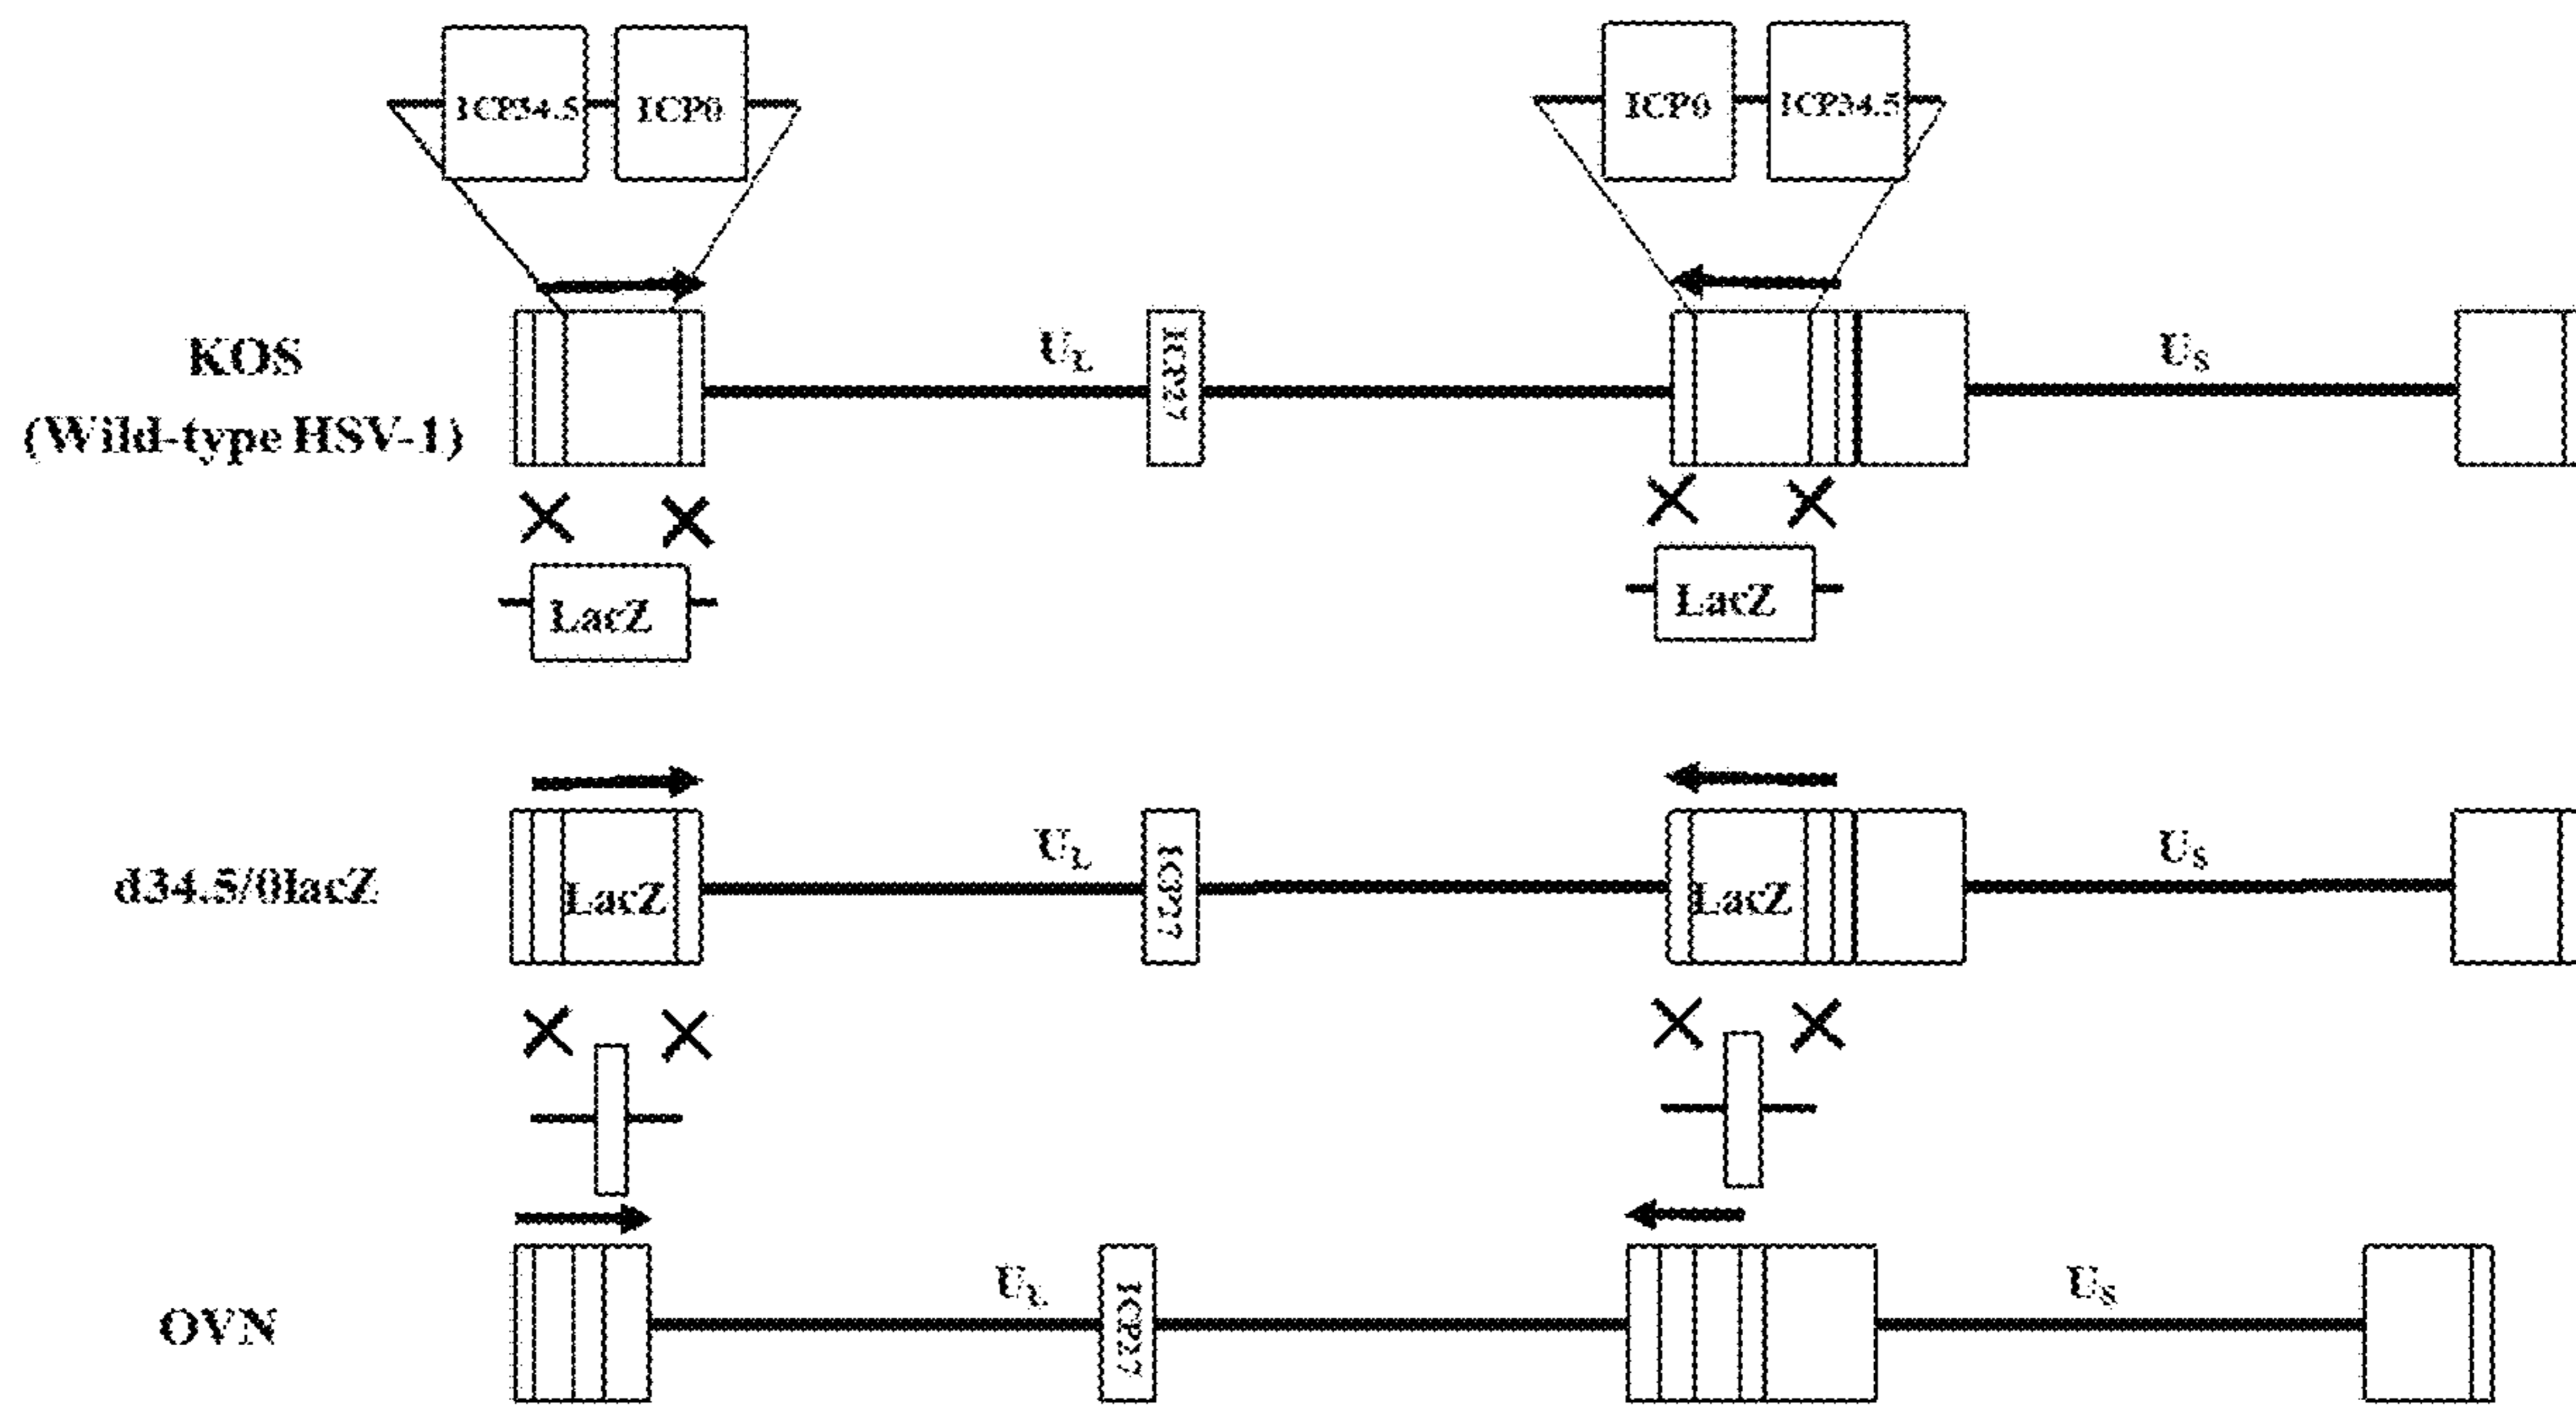 ICP34.5 ICP0 ICP0 ICP34.5
KOS
(Wild-type HSV-1)
UL ICP27 US
LacZ LacZ
d34.5/0lacZ
LacZ UL ICP27 LacZ US
OVN
UL ICP27 US